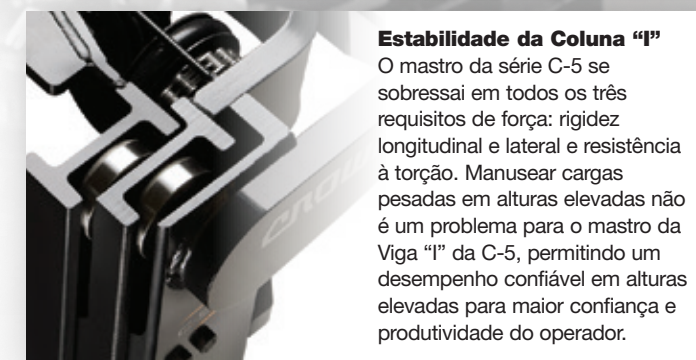 Estabilidade da Coluna “I”
O mastro da série C-5 se
sobressai em todos os três
requisitos de força: rigidez
longitudinal e lateral e resistência
à torção. Manusear cargas
pesadas em alturas elevadas não
é um problema para o mastro da
Viga “I” da C-5, permitindo um
desempenho confiável em alturas
elevadas para maior confiança e
produtividade do operador.